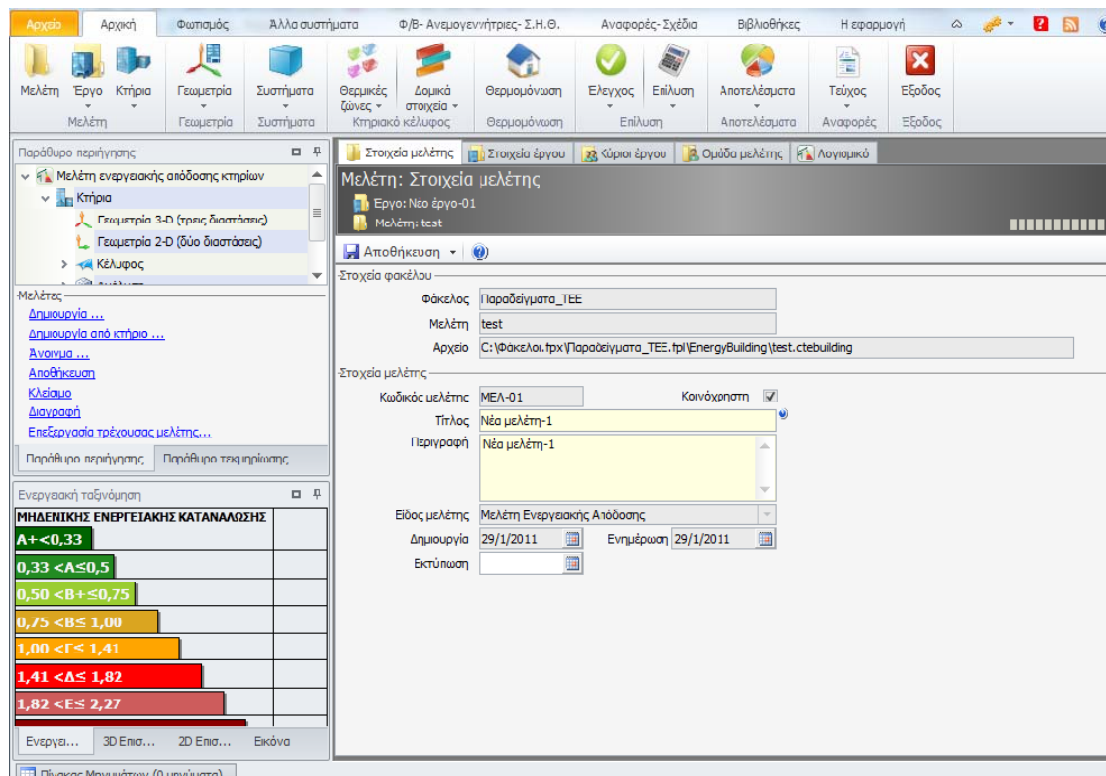 Αρχείο Αρχική Φωτισμός Άλλα συστήματα Φ/Β- Ανεμογεννήτριες- Σ.Η.Θ. Αναφορές- Σχέδια Βιβλιοθήκες Η εφαρμογή
Μελέτη Έργο Κτήρια Γεωμετρία Συστήματα Θερμικές ζώνες Δομικά στοιχεία Θερμομόνωση Έλεγχος Επίλυση Αποτελέσματα Τεύχος Έξοδος
Μελέτη Γεωμετρία Συστήματα Κτηριακό κέλυφος Θερμομόνωση Επίλυση Αποτελέσματα Αναφορές Έξοδος
Παράθυρο περιήγησης
Μελέτη ενεργειακής απόδοσης κτηρίων
Κτήρια
Γεωμετρία 3-D (τρεις διαστάσεις)
Γεωμετρία 2-D (δύο διαστάσεις)
Κέλυφος
Μελέτες
Δημιουργία ...
Δημιουργία από κτήριο ...
Άνοιγμα ...
Αποθήκευση
Κλείσιμο
Διαγραφή
Επεξεργασία τρέχουσας μελέτης...
Παράθυρο περιήγησης Παράθυρο τεκμηρίωσης
Ενεργειακή ταξινόμηση
ΜΗΔΕΝΙΚΗΣ ΕΝΕΡΓΕΙΑΚΗΣ ΚΑΤΑΝΑΛΩΣΗΣ
A+<0,33
0,33 <A≤0,5
0,50 <B+≤0,75
0,75 <B≤ 1,00
1,00 <Γ≤ 1,41
1,41 <Δ≤ 1,82
1,82 <E≤ 2,27
Ενεργει... 3D Επισ... 2D Επισ... Εικόνα
Στοιχεία μελέτης Στοιχεία έργου Κύριοι έργου Ομάδα μελέτης Λογισμικό
Μελέτη: Στοιχεία μελέτης
Έργο: Νέο έργο-01
Μελέτη: test
Αποθήκευση
Στοιχεία φακέλου
Φάκελος Παραδείγματα_ΤΕΕ
Μελέτη test
Αρχείο C:\Φάκελοι.fpx\Παραδείγματα_ΤΕΕ.fpl\EnergyBuilding\test.ctebuilding
Στοιχεία μελέτης
Κωδικός μελέτης ΜΕΛ-01 Κοινόχρηστη
Τίτλος Νέα μελέτη-1
Περιγραφή Νέα μελέτη-1
Είδος μελέτης Μελέτη Ενεργειακής Απόδοσης
Δημιουργία 29/1/2011 Ενημέρωση 29/1/2011
Εκτύπωση
Πίνακας Μηνυμάτων (0 μηνύματα)